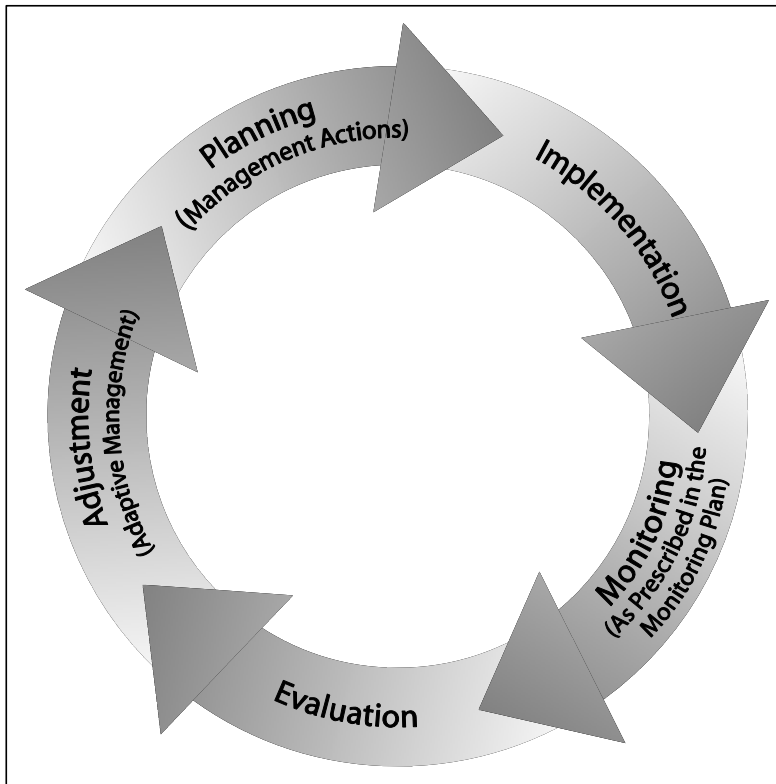 Planning
(Management Actions)
Implementation
Monitoring
(As Prescribed in the
Monitoring Plan)
Evaluation
Adjustment
(Adaptive Management)